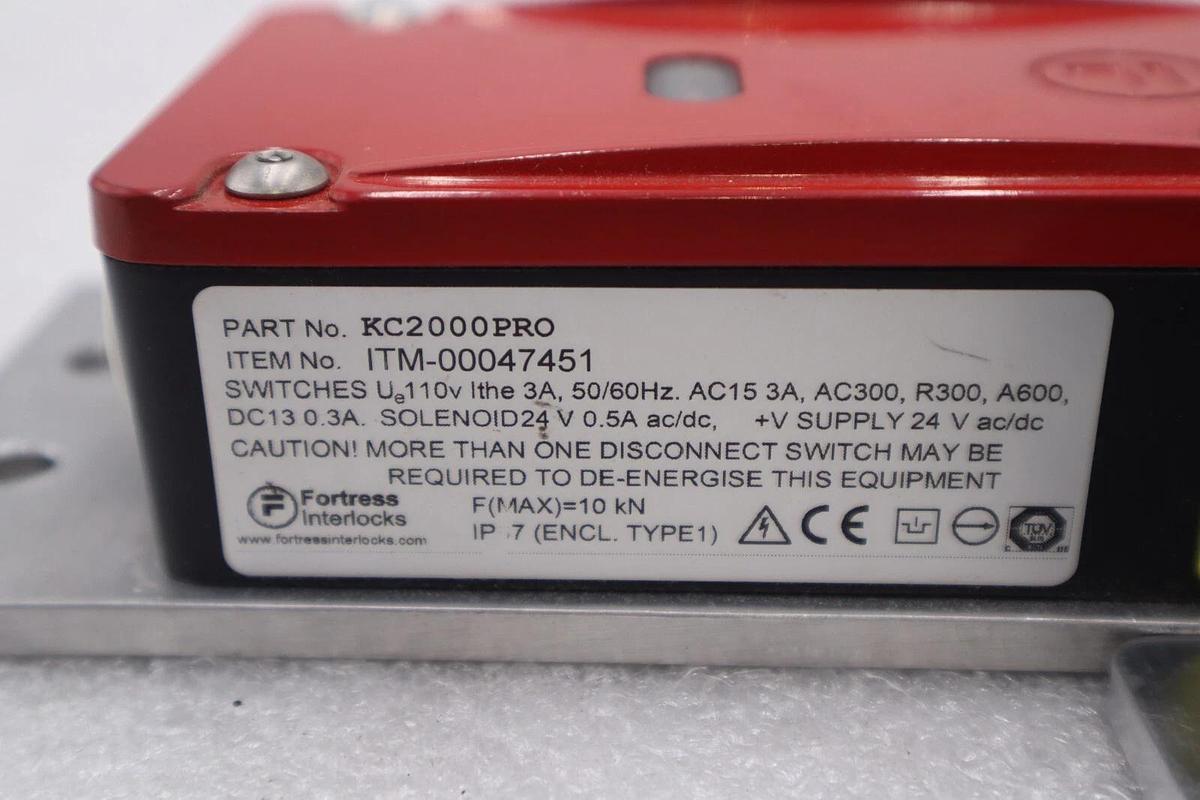 PART No. KC2000PRO
ITEM No. ITM-00047451
SWITCHES Ue110v Ithe 3A, 50/60Hz. AC15 3A, AC300, R300, A600,
DC13 0.3A. SOLENOID24 V 0.5A ac/dc, +V SUPPLY 24 V ac/dc
CAUTION! MORE THAN ONE DISCONNECT SWITCH MAY BE
REQUIRED TO DE-ENERGISE THIS EQUIPMENT
Fortress
Interlocks
www.fortressinterlocks.com
F(MAX)=10 kN
IP 7 (ENCL. TYPE1)
CE
TÜV